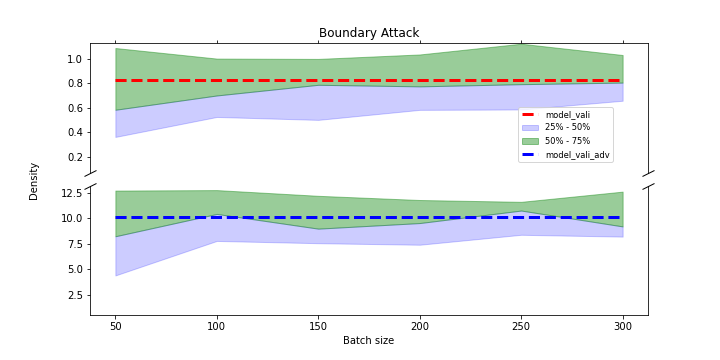 Boundary Attack
1.0
0.8
0.6
0.4
0.2
model_vali
25% - 50%
50% - 75%
model_vali_adv
Density
12.5
10.0
7.5
5.0
2.5
50 100 150 200 250 300
Batch size